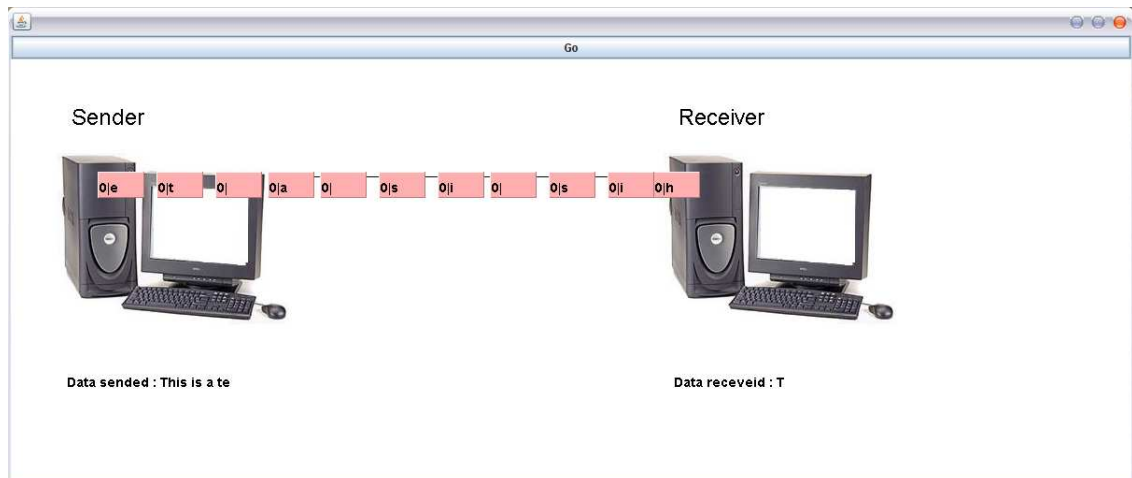 Go
Sender Receiver
0|e 0|t 0| 0|a 0| 0|s 0|i 0| 0|s 0|i 0|h
Data sended : This is a te Data receveid : T